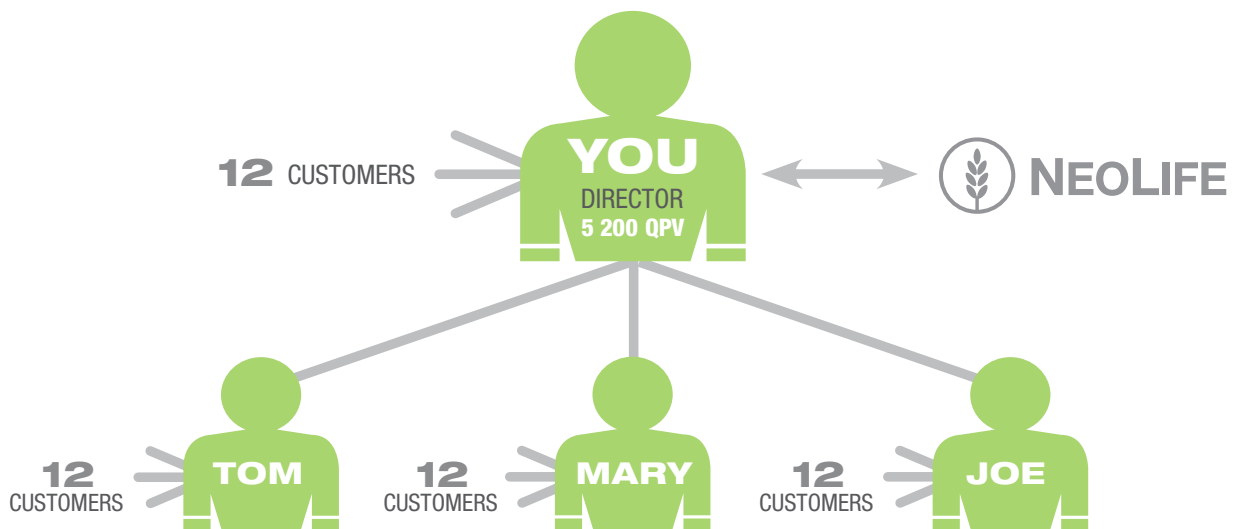 YOU
DIRECTOR
5 200 QPV
12 CUSTOMERS
NEOLIFE
TOM
12
CUSTOMERS
MARY
12
CUSTOMERS
JOE
12
CUSTOMERS